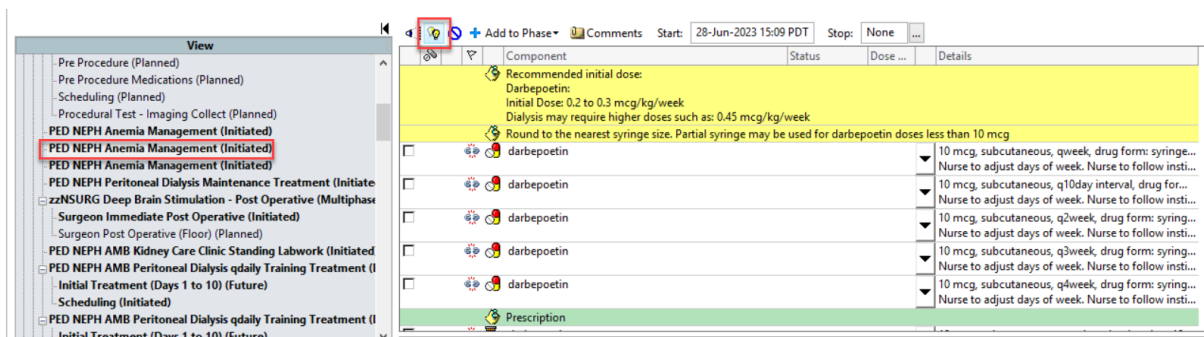 Add to Phase Comments Start: 28-Jun-2023 15:09 PDT Stop: None ...
View
Pre Procedure (Planned)
Pre Procedure Medications (Planned)
Scheduling (Planned)
Procedural Test - Imaging Collect (Planned)
PED NEPH Anemia Management (Initiated)
PED NEPH Anemia Management (Initiated)
PED NEPH Anemia Management (Initiated)
PED NEPH Peritoneal Dialysis Maintenance Treatment (Initiate
zzNSURG Deep Brain Stimulation - Post Operative (Multiphase
Surgeon Immediate Post Operative (Initiated)
Surgeon Post Operative (Floor) (Planned)
PED NEPH AMB Kidney Care Clinic Standing Labwork (Initiated
PED NEPH AMB Peritoneal Dialysis qdaily Training Treatment (I
Initial Treatment (Days 1 to 10) (Future)
Scheduling (Initiated)
PED NEPH AMB Peritoneal Dialysis qdaily Training Treatment (I
Initial Treatment (Days 1 to 10) (Future)
Component Status Dose ... Details
Recommended initial dose:
Darbepoetin:
Initial Dose: 0.2 to 0.3 mcg/kg/week
Dialysis may require higher doses such as: 0.45 mcg/kg/week
Round to the nearest syringe size. Partial syringe may be used for darbepoetin doses less than 10 mcg
darbepoetin 10 mcg, subcutaneous, qweek, drug form: syringe...
Nurse to adjust days of week. Nurse to follow insti...
darbepoetin 10 mcg, subcutaneous, q10day interval, drug for...
Nurse to adjust days of week. Nurse to follow insti...
darbepoetin 10 mcg, subcutaneous, q2week, drug form: syring...
Nurse to adjust days of week. Nurse to follow insti...
darbepoetin 10 mcg, subcutaneous, q3week, drug form: syring...
Nurse to adjust days of week. Nurse to follow insti...
darbepoetin 10 mcg, subcutaneous, q4week, drug form: syring...
Nurse to adjust days of week. Nurse to follow insti...
Prescription